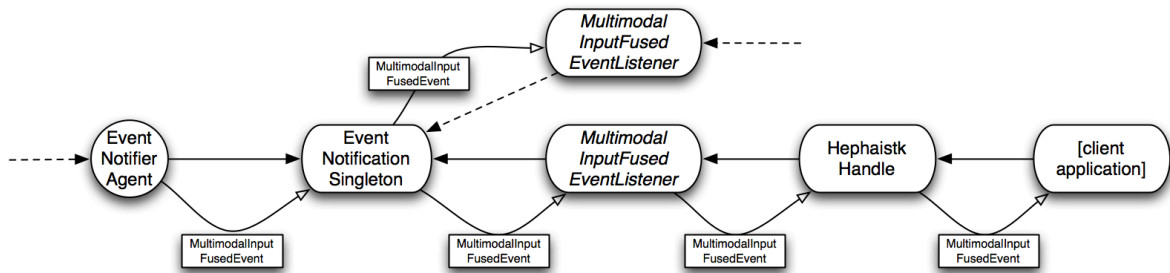 Multimodal
InputFused
EventListener
MultimodalInput
FusedEvent
Event
Notifier
Agent
Event
Notification
Singleton
Multimodal
InputFused
EventListener
Hephaistk
Handle
[client
application]
MultimodalInput
FusedEvent
MultimodalInput
FusedEvent
MultimodalInput
FusedEvent
MultimodalInput
FusedEvent